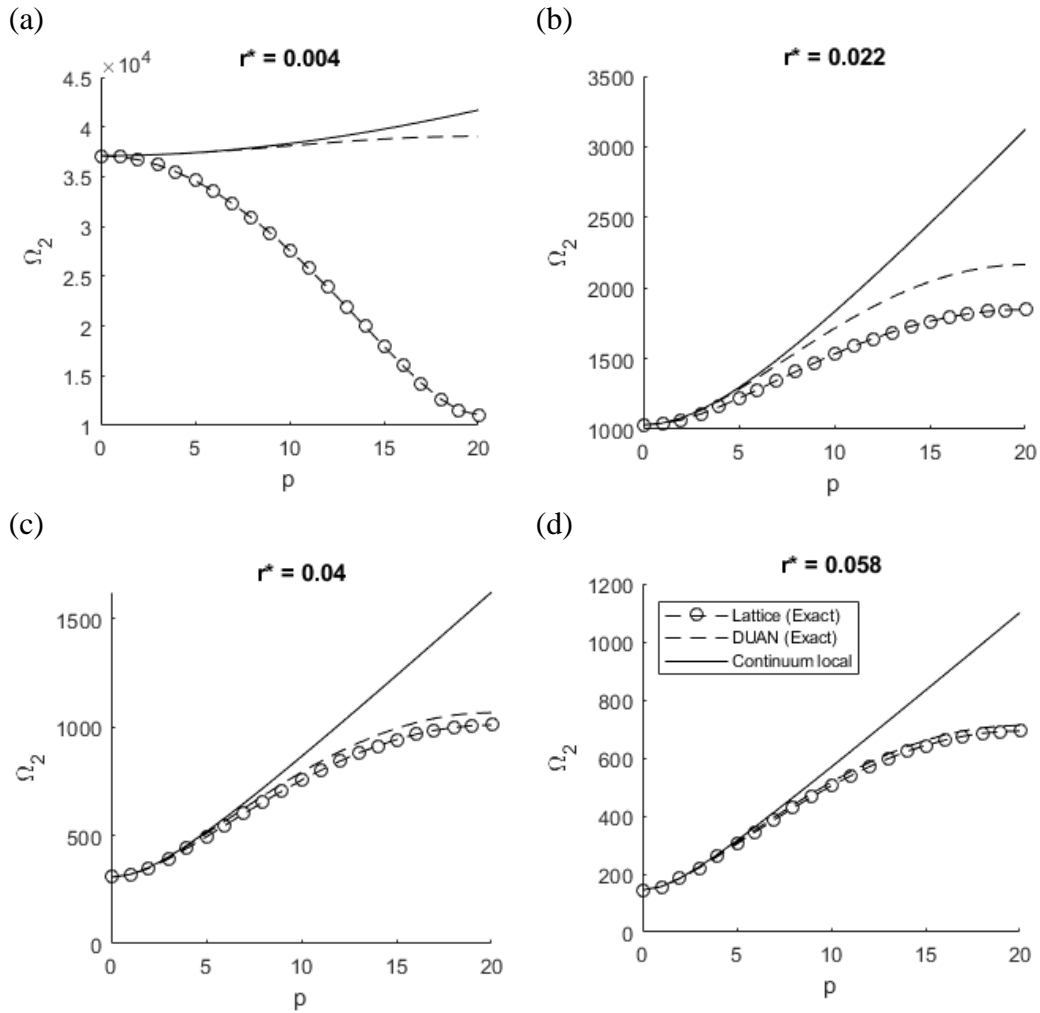 (a)
r* = 0.004
×10⁴
4.5
4
3.5
3
2.5
2
1.5
1
0
5
10
15
20
Ω₂
p
(b)
r* = 0.022
3500
3000
2500
2000
1500
1000
0
5
10
15
20
Ω₂
p
(c)
r* = 0.04
1500
1000
500
0
0
5
10
15
20
Ω₂
p
(d)
r* = 0.058
1200
1000
800
600
400
200
0
0
5
10
15
20
Ω₂
p
Lattice (Exact)
DUAN (Exact)
Continuum local